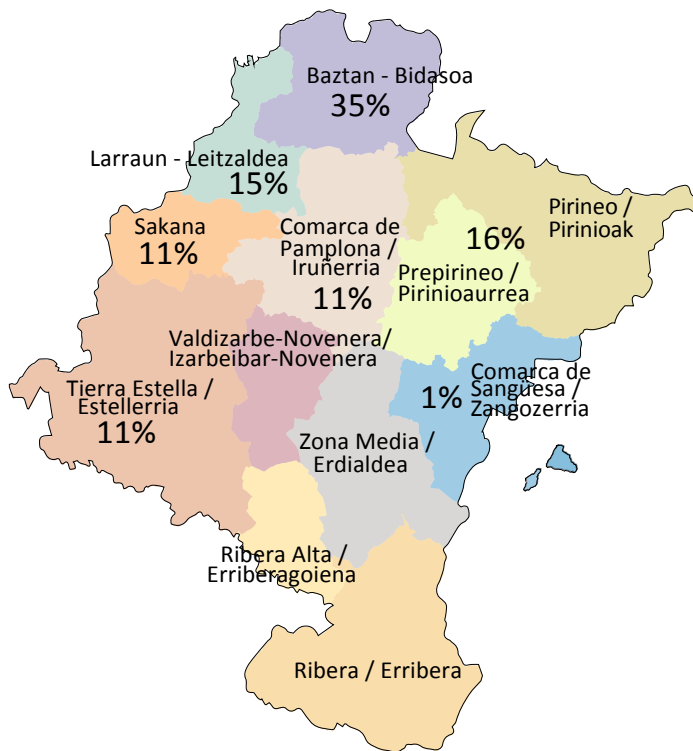 Baztan - Bidasoa
35%
Larraun - Leitzaldea
15%
Pirineo /
Pirinioak
Sakana
11%
Comarca de
Pamplona /
Iruñerria
11%
16%
Prepirineo /
Pirinioaurrea
Valdizarbe-Novenera/
Izarbeibar-Novenera
Tierra Estella /
Estellerria
11%
Comarca de
Sangüesa /
Zangozerria
1%
Zona Media /
Erdialdea
Ribera Alta /
Erriberagoiena
Ribera / Erribera